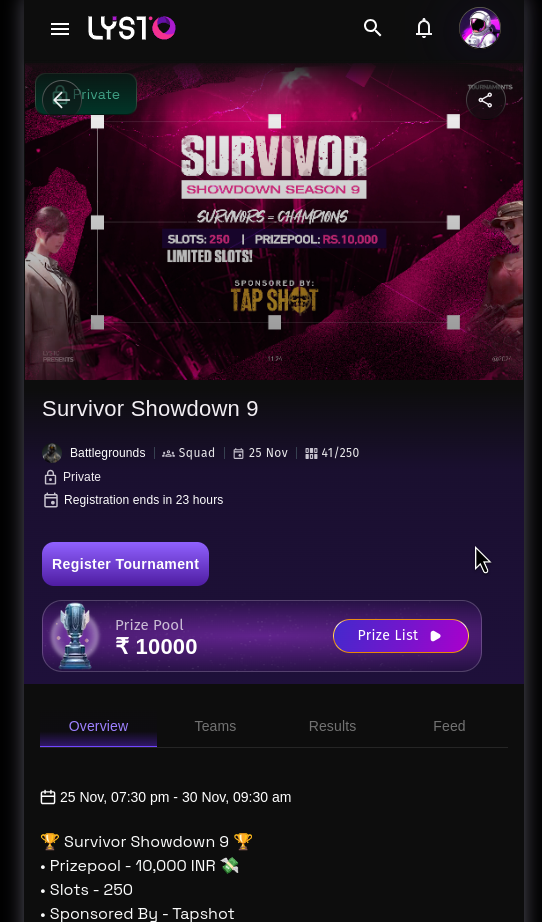 LYSTO
Private
TOURNAMENTS
SURVIVOR
SHOWDOWN SEASON 9
SURVIVORS = CHAMPIONS
SLOTS: 250 | PRIZEPOOL: RS.10,000
LIMITED SLOTS!
SPONSORED BY:
TAP SHOT
PRESENTS
Survivor Showdown 9
Battlegrounds
Squad
25 Nov
41/250
Private
Registration ends in 23 hours
Register Tournament
Prize Pool
₹ 10000
Prize List
Overview Teams Results Feed
25 Nov, 07:30 pm - 30 Nov, 09:30 am
🏆 Survivor Showdown 9 🏆
• Prizepool - 10,000 INR 💸
• Slots - 250
• Sponsored By - Tapshot